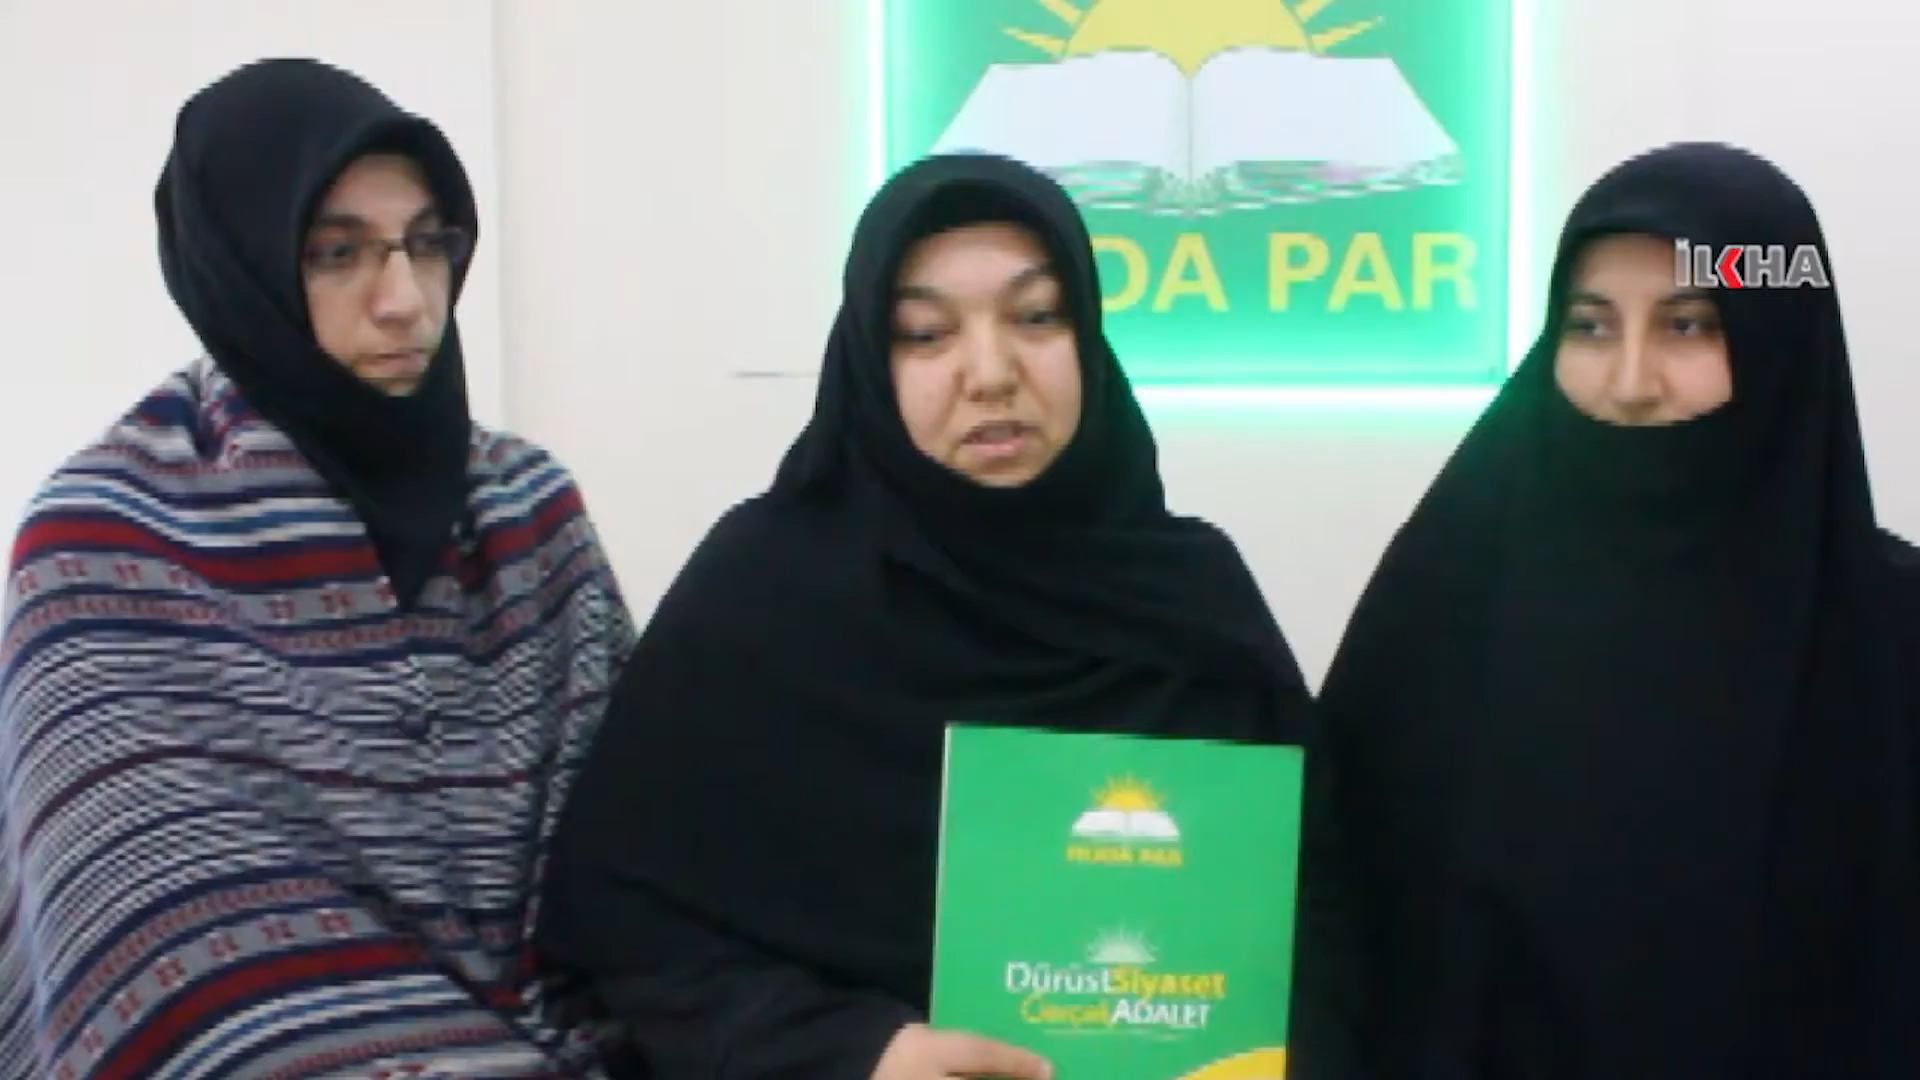 DA PAR
İLKHA
HÜDA PAR
DürüstSiyaset
GerçekADALET